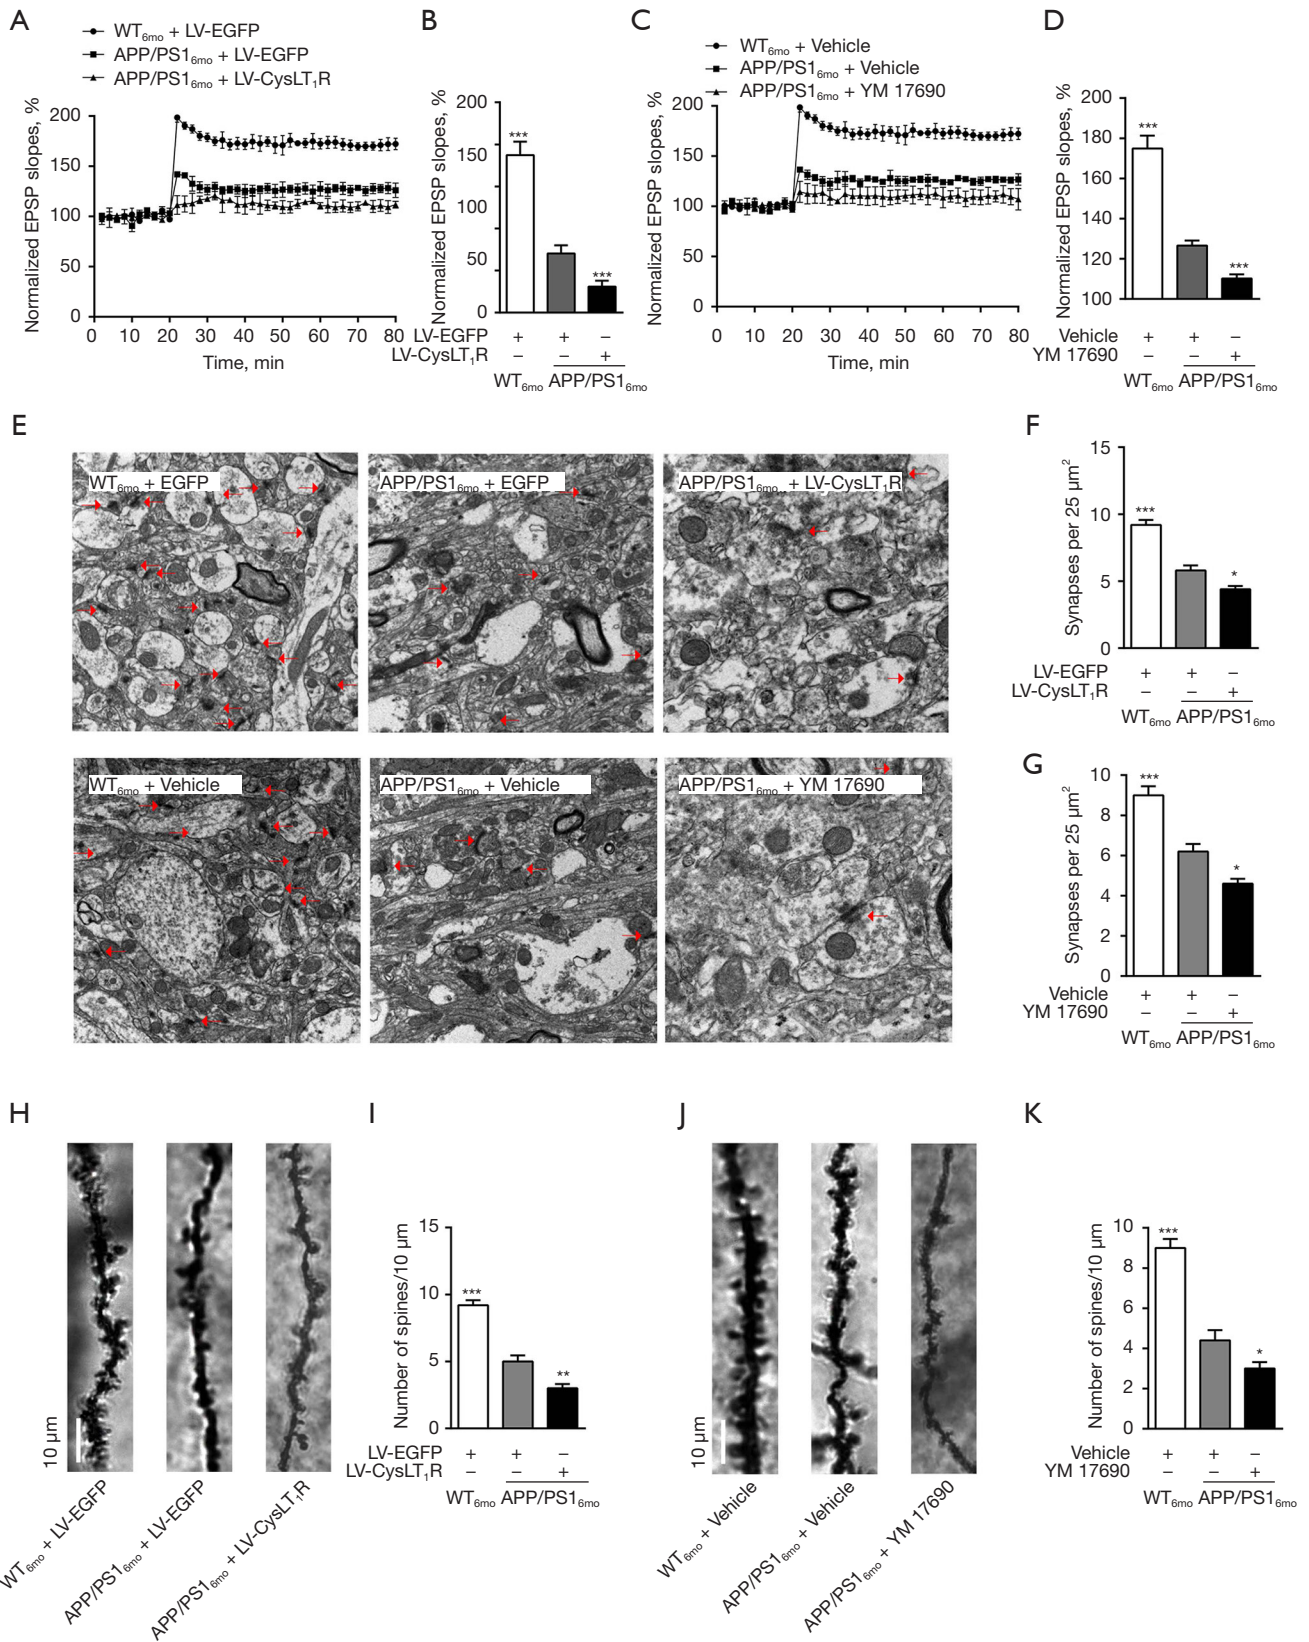 A
WT6mo + LV-EGFP
APP/PS16mo + LV-EGFP
APP/PS16mo + LV-CysLT1R
Normalized EPSP slopes, %
200
150
100
50
0
0 10 20 30 40 50 60 70 80
Time, min
B
Normalized EPSP slopes, %
200
150
100
50
0
***
***
LV-EGFP + + –
LV-CysLT1R – – +
WT6mo APP/PS16mo
C
WT6mo + Vehicle
APP/PS16mo + Vehicle
APP/PS16mo + YM 17690
Normalized EPSP slopes, %
200
150
100
50
0
0 10 20 30 40 50 60 70 80
Time, min
D
Normalized EPSP slopes, %
200
180
160
140
120
100
***
***
Vehicle + + –
YM 17690 – – +
WT6mo APP/PS16mo
E
WT6mo + EGFP
APP/PS16mo + EGFP
APP/PS16mo + LV-CysLT1R
WT6mo + Vehicle
APP/PS16mo + Vehicle
APP/PS16mo + YM 17690
F
Synapses per 25 µm2
15
10
5
0
***
*
LV-EGFP + + –
LV-CysLT1R – – +
WT6mo APP/PS16mo
G
Synapses per 25 µm2
10
8
6
4
2
0
***
*
Vehicle + + –
YM 17690 – – +
WT6mo APP/PS16mo
H
10 µm
WT6mo + LV-EGFP
APP/PS16mo + LV-EGFP
APP/PS16mo + LV-CysLT1R
I
Number of spines/10 µm
15
10
5
0
***
**
LV-EGFP + + –
LV-CysLT1R – – +
WT6mo APP/PS16mo
J
10 µm
WT6mo + Vehicle
APP/PS16mo + Vehicle
APP/PS16mo + YM 17690
K
Number of spines/10 µm
10
8
6
4
2
0
***
*
Vehicle + + –
YM 17690 – – +
WT6mo APP/PS16mo